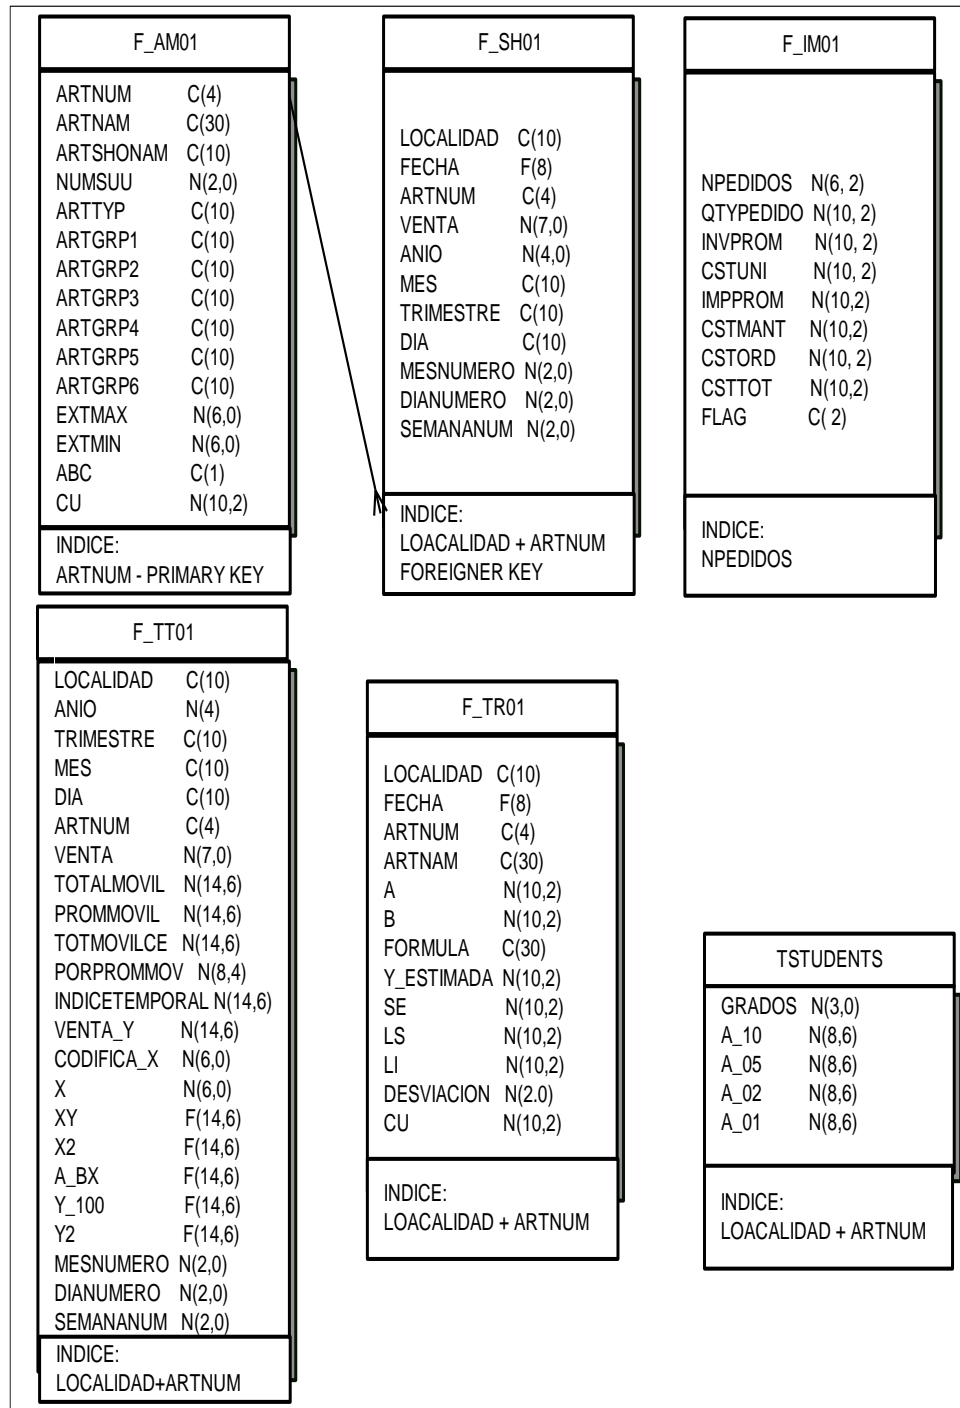 F_AM01
ARTNUM C(4)
ARTNAM C(30)
ARTSHONAM C(10)
NUMSUU N(2,0)
ARTTYP C(10)
ARTGRP1 C(10)
ARTGRP2 C(10)
ARTGRP3 C(10)
ARTGRP4 C(10)
ARTGRP5 C(10)
ARTGRP6 C(10)
EXTMAX N(6,0)
EXTMIN N(6,0)
ABC C(1)
CU N(10,2)
INDICE:
ARTNUM - PRIMARY KEY
F_SH01
LOCALIDAD C(10)
FECHA F(8)
ARTNUM C(4)
VENTA N(7,0)
ANIO N(4,0)
MES C(10)
TRIMESTRE C(10)
DIA C(10)
MESNUMERO N(2,0)
DIANUMERO N(2,0)
SEMANANUM N(2,0)
INDICE:
LOACALIDAD + ARTNUM
FOREIGNER KEY
F_IM01
NPEDIDOS N(6, 2)
QTYPEDIDO N(10, 2)
INVPROM N(10, 2)
CSTUNI N(10, 2)
IMPPROM N(10,2)
CSTMANT N(10,2)
CSTORD N(10, 2)
CSTTOT N(10,2)
FLAG C( 2)
INDICE:
NPEDIDOS
F_TT01
LOCALIDAD C(10)
ANIO N(4)
TRIMESTRE C(10)
MES C(10)
DIA C(10)
ARTNUM C(4)
VENTA N(7,0)
TOTALMOVIL N(14,6)
PROMMOVIL N(14,6)
TOTMOVILCE N(14,6)
PORPROMMOV N(8,4)
INDICETEMPORAL N(14,6)
VENTA_Y N(14,6)
CODIFICA_X N(6,0)
X N(6,0)
XY F(14,6)
X2 F(14,6)
A_BX F(14,6)
Y_100 F(14,6)
Y2 F(14,6)
MESNUMERO N(2,0)
DIANUMERO N(2,0)
SEMANANUM N(2,0)
INDICE:
LOCALIDAD+ARTNUM
F_TR01
LOCALIDAD C(10)
FECHA F(8)
ARTNUM C(4)
ARTNAM C(30)
A N(10,2)
B N(10,2)
FORMULA C(30)
Y_ESTIMADA N(10,2)
SE N(10,2)
LS N(10,2)
LI N(10,2)
DESVIACION N(2.0)
CU N(10,2)
INDICE:
LOACALIDAD + ARTNUM
TSTUDENTS
GRADOS N(3,0)
A_10 N(8,6)
A_05 N(8,6)
A_02 N(8,6)
A_01 N(8,6)
INDICE:
LOACALIDAD + ARTNUM